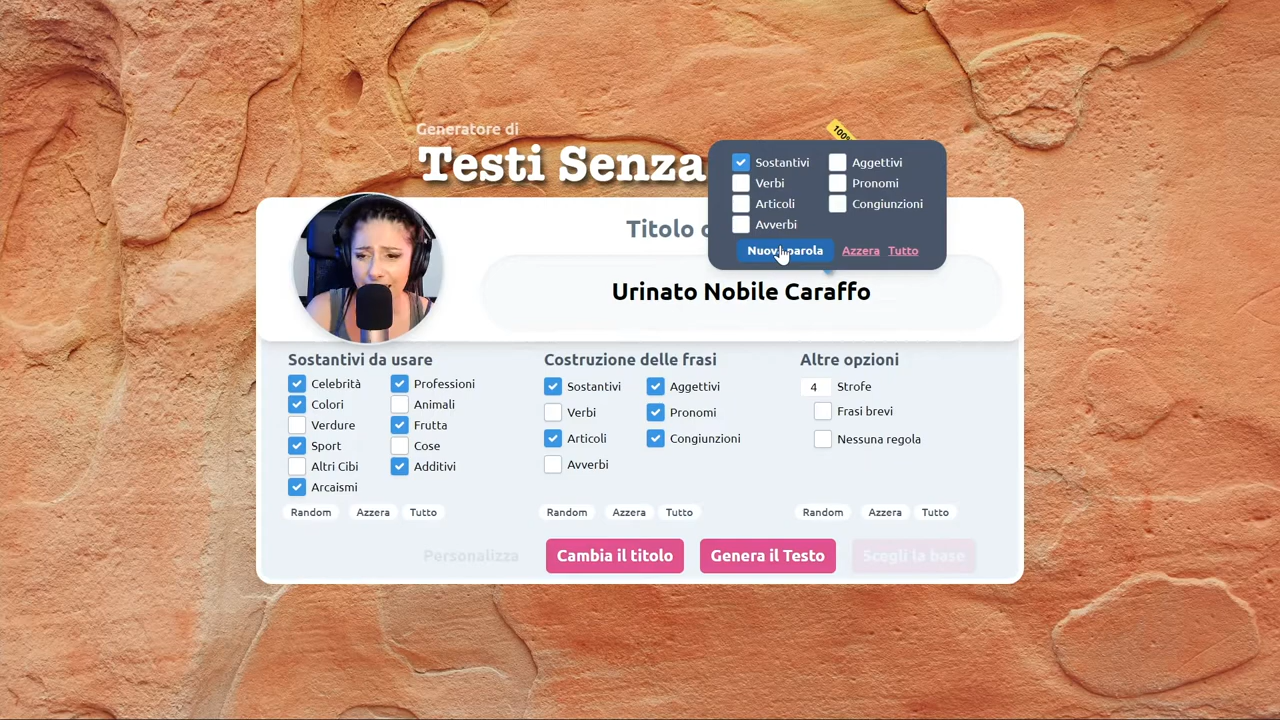 Generatore di
Testi Senza
100%
Sostantivi
Aggettivi
Verbi
Pronomi
Articoli
Congiunzioni
Avverbi
parola
Azzera
Tutto
Titolo
Urinato Nobile Caraffo
Sostantivi da usare
Celebrità
Professioni
Colori
Animali
Verdure
Frutta
Sport
Cose
Altri Cibi
Additivi
Arcaismi
Random
Azzera
Tutto
Costruzione delle frasi
Sostantivi
Aggettivi
Verbi
Pronomi
Articoli
Congiunzioni
Avverbi
Random
Azzera
Tutto
Altre opzioni
4 Strofe
Frasi brevi
Nessuna regola
Random
Azzera
Tutto
Personalizza
Cambia il titolo
Genera il Testo
Scegli la base